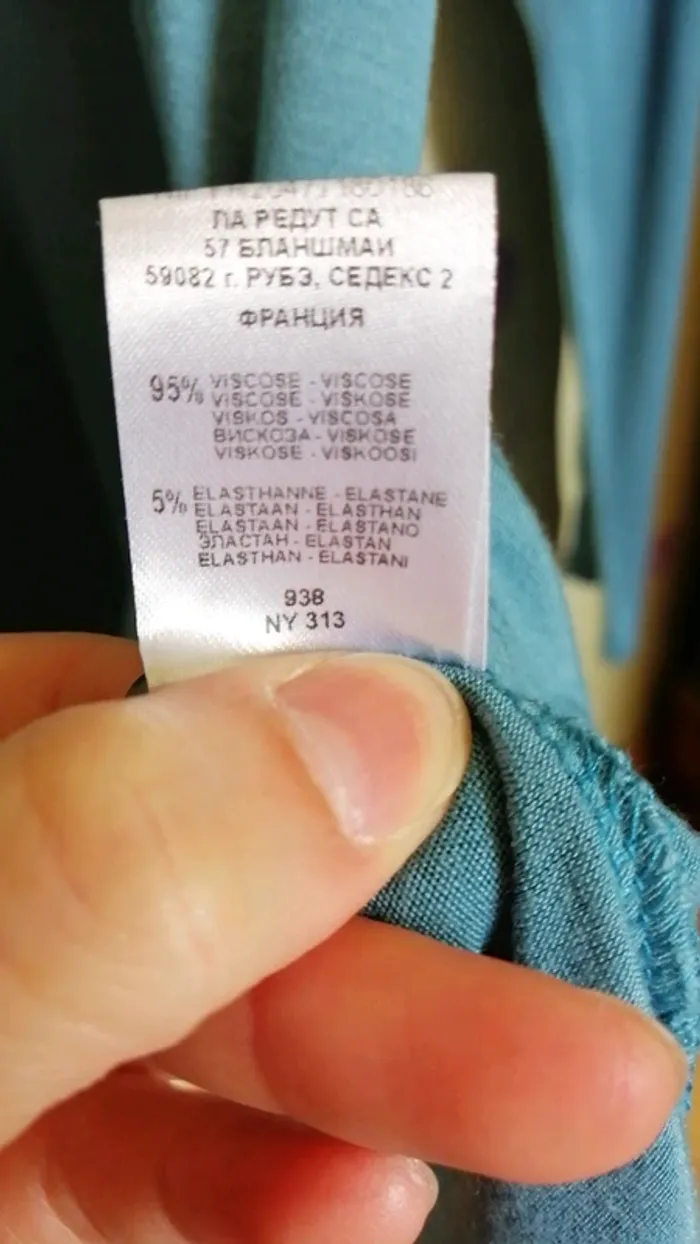 ЛА РЕДУТ СА
57 БЛАНШМАИ
59082 г. РУБЭ, СЕДЕКС 2
ФРАНЦИЯ
95% VISCOSE - VISCOSE
VISCOSE - VISKOSE
VISKOS - VISCOSA
ВИСКОЗА - VISKOSE
VISKOSE - VISKOOSI
5% ELASTHANNE - ELASTANE
ELASTAAN - ELASTHAN
ELASTAAN - ELASTANO
ЭЛАСТАН - ELASTAN
ELASTHAN - ELASTANI
938
NY 313